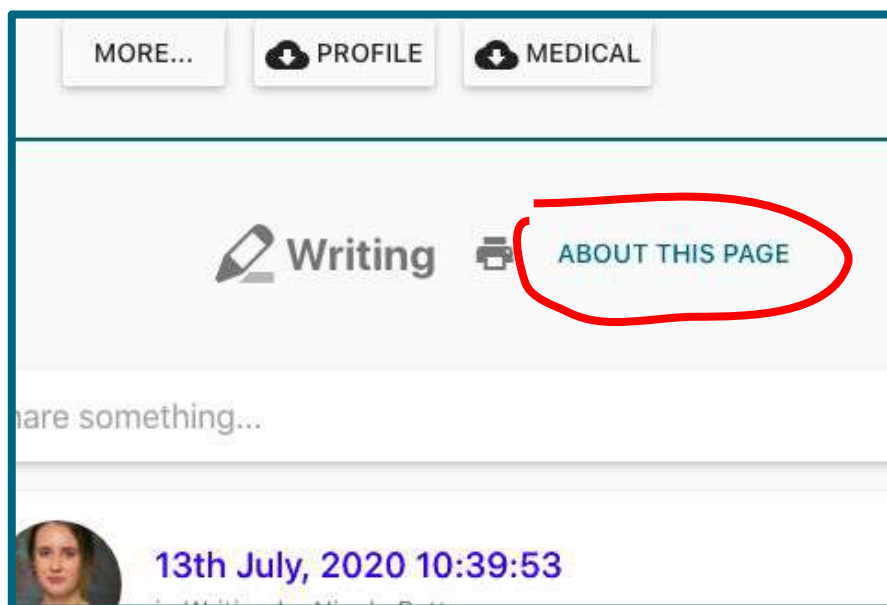 MORE... PROFILE MEDICAL
Writing ABOUT THIS PAGE
hare something...
13th July, 2020 10:39:53